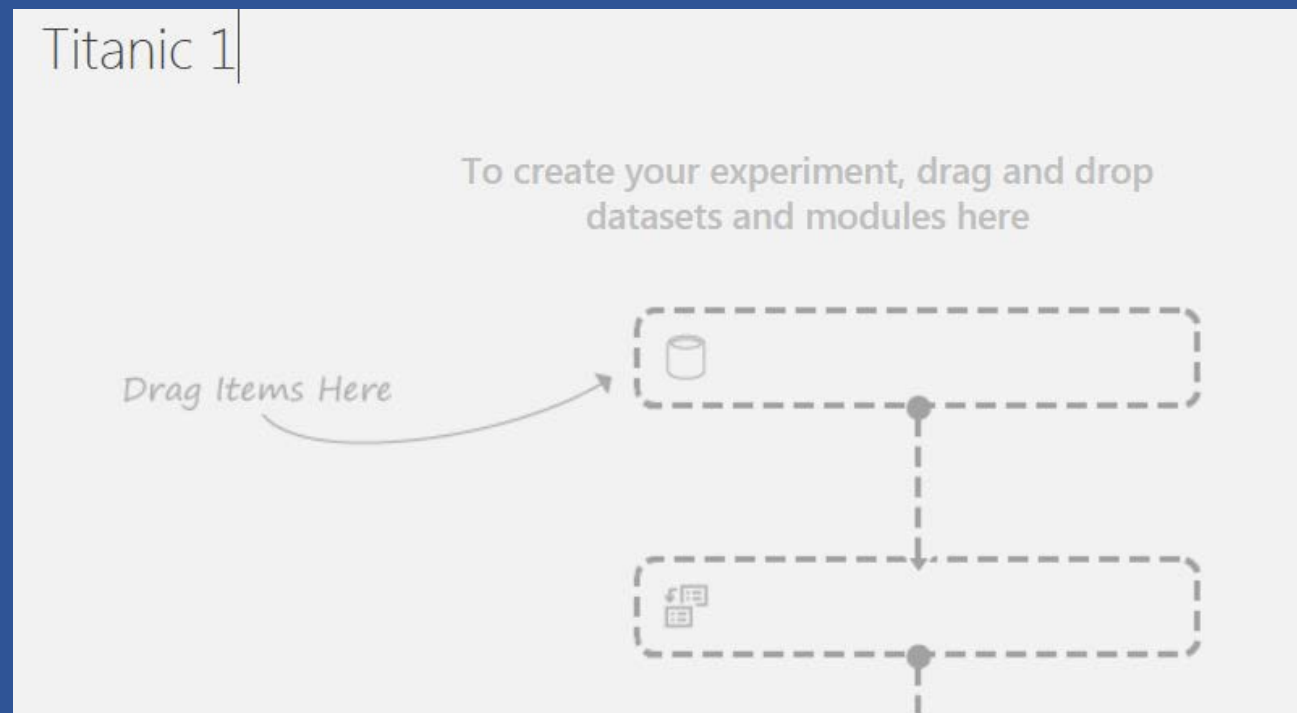 Titanic 1
To create your experiment, drag and drop
datasets and modules here
Drag Items Here